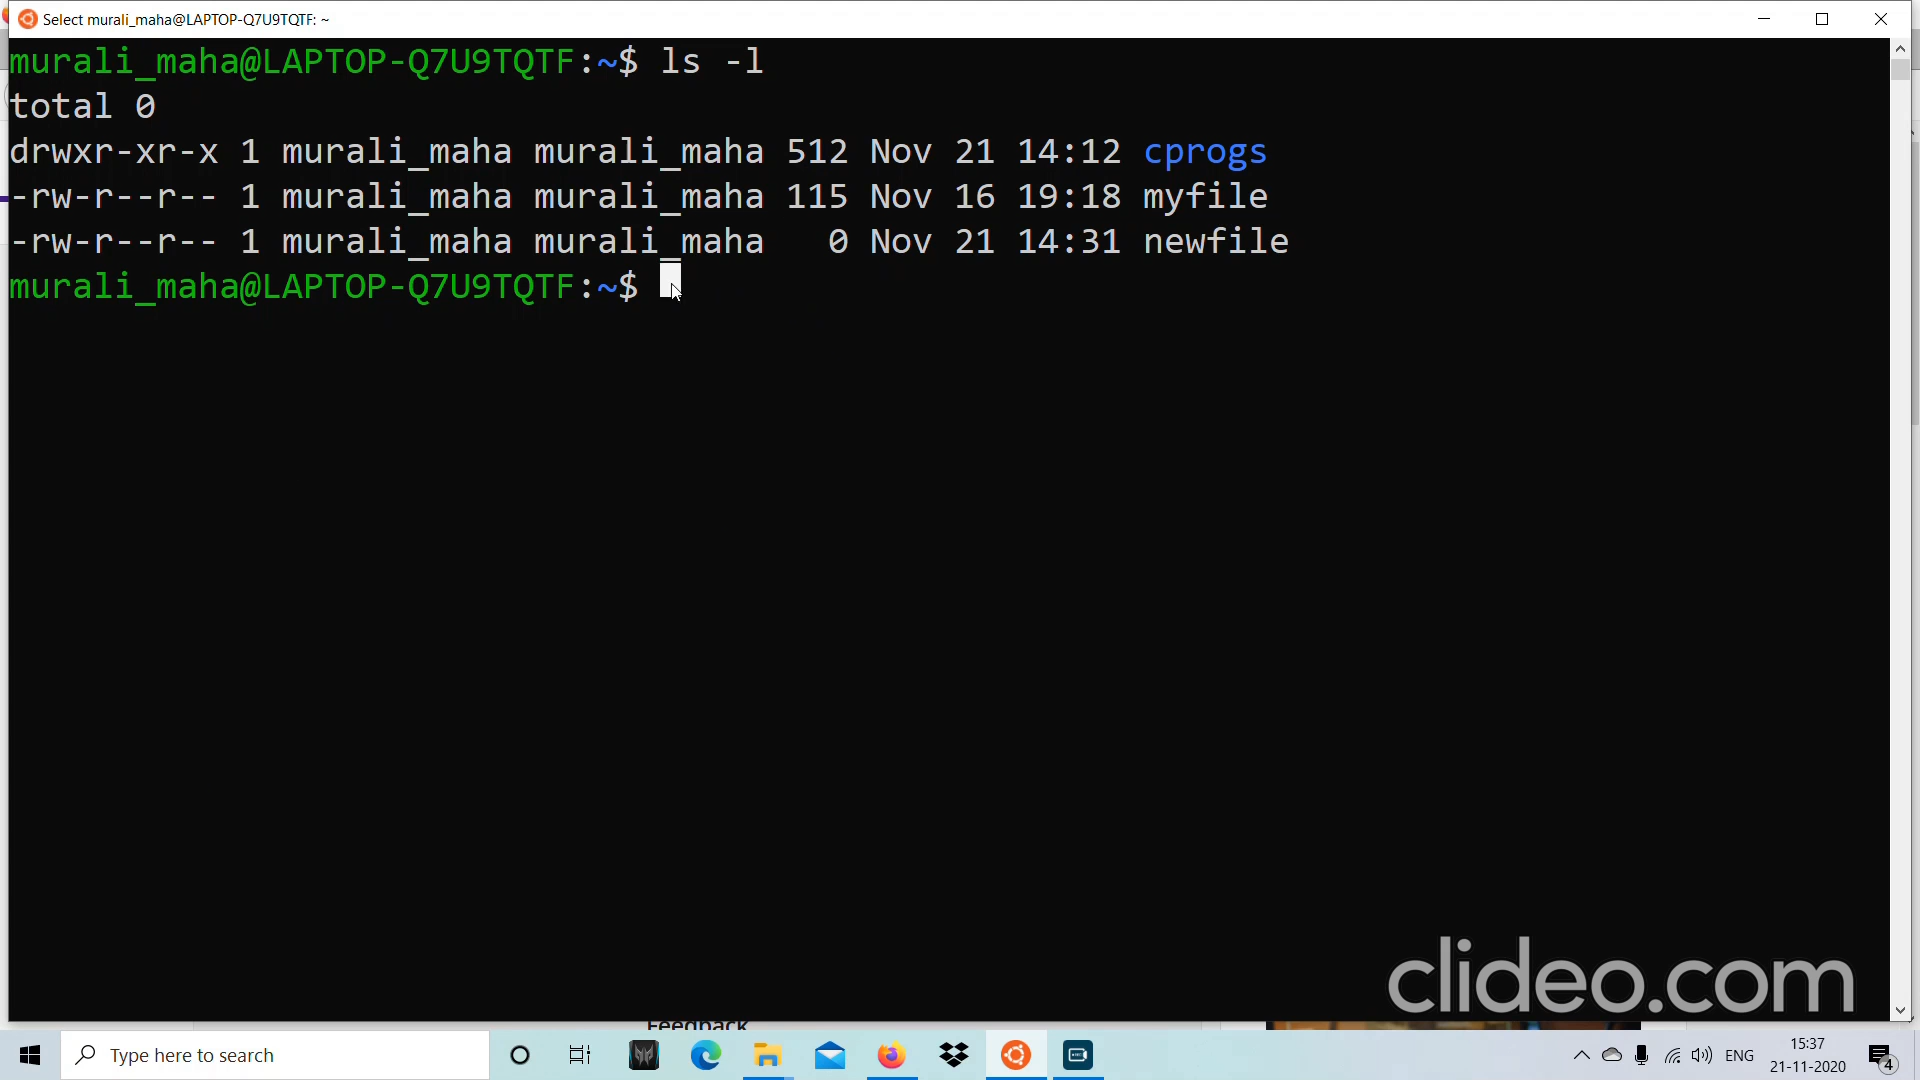 Select murali_maha@LAPTOP-Q7U9TQTF: ~
murali_maha@LAPTOP-Q7U9TQTF:~$ ls -l
total 0
drwxr-xr-x 1 murali_maha murali_maha 512 Nov 21 14:12 cprogs
-rw-r--r-- 1 murali_maha murali_maha 115 Nov 16 19:18 myfile
-rw-r--r-- 1 murali_maha murali_maha   0 Nov 21 14:31 newfile
murali_maha@LAPTOP-Q7U9TQTF:~$
clideo.com
Feedback
Type here to search
ENG
15:37
21-11-2020
4